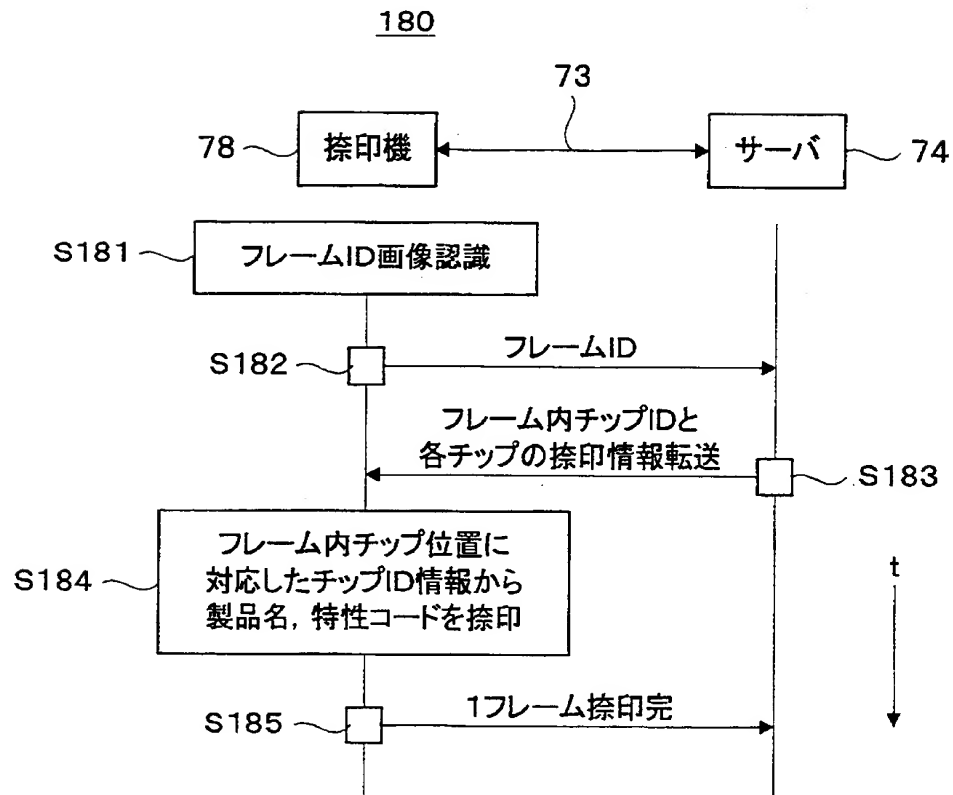 180
73
78
捺印機
サーバ
74
S181
フレームID画像認識
S182
フレームID
フレーム内チップIDと
各チップの捺印情報転送
S183
S184
フレーム内チップ位置に
対応したチップID情報から
製品名，特性コードを捺印
t
S185
1フレーム捺印完